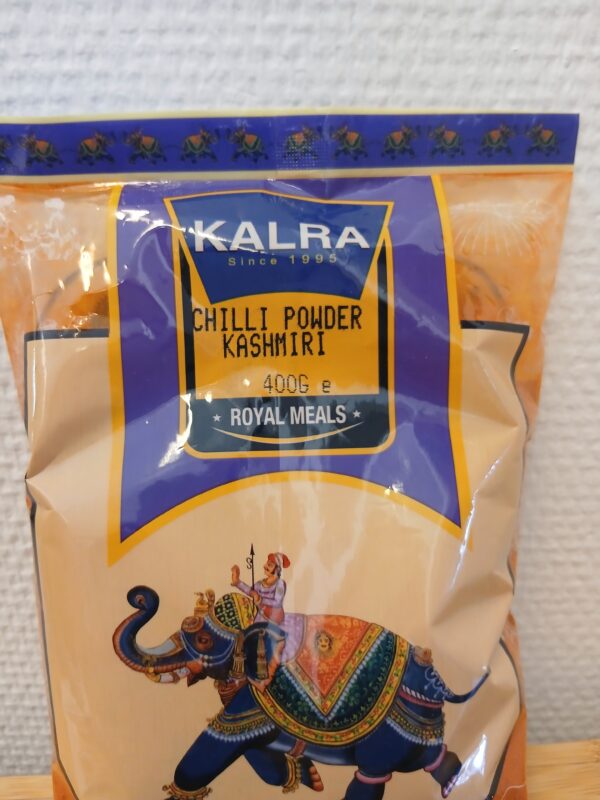 KALRA
Since 1995
CHILLI POWDER
KASHMIRI
400G e
ROYAL MEALS